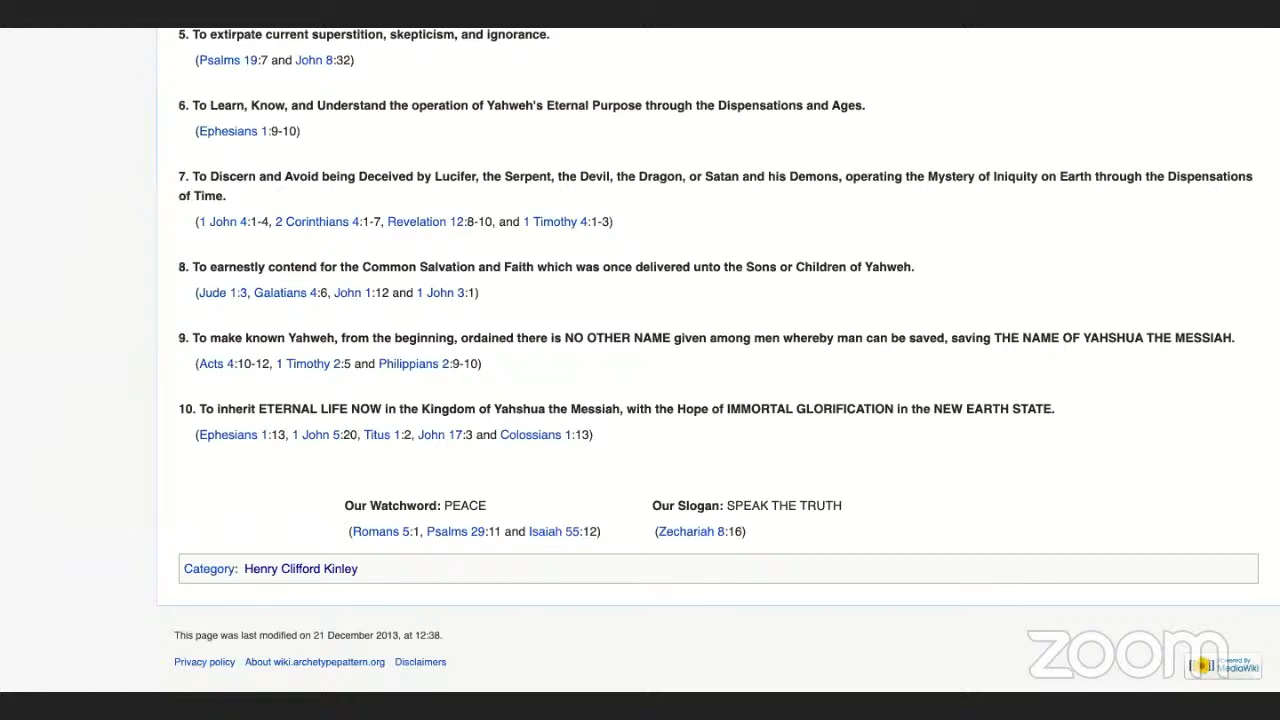 5. To extirpate current superstition, skepticism, and ignorance.
(Psalms 19:7 and John 8:32)
6. To Learn, Know, and Understand the operation of Yahweh's Eternal Purpose through the Dispensations and Ages.
(Ephesians 1:9-10)
7. To Discern and Avoid being Deceived by Lucifer, the Serpent, the Devil, the Dragon, or Satan and his Demons, operating the Mystery of Iniquity on Earth through the Dispensations
of Time.
(1 John 4:1-4, 2 Corinthians 4:1-7, Revelation 12:8-10, and 1 Timothy 4:1-3)
8. To earnestly contend for the Common Salvation and Faith which was once delivered unto the Sons or Children of Yahweh.
(Jude 1:3, Galatians 4:6, John 1:12 and 1 John 3:1)
9. To make known Yahweh, from the beginning, ordained there is NO OTHER NAME given among men whereby man can be saved, saving THE NAME OF YAHSHUA THE MESSIAH.
(Acts 4:10-12, 1 Timothy 2:5 and Philippians 2:9-10)
10. To inherit ETERNAL LIFE NOW in the Kingdom of Yahshua the Messiah, with the Hope of IMMORTAL GLORIFICATION in the NEW EARTH STATE.
(Ephesians 1:13, 1 John 5:20, Titus 1:2, John 17:3 and Colossians 1:13)
Our Watchword: PEACE Our Slogan: SPEAK THE TRUTH
(Romans 5:1, Psalms 29:11 and Isaiah 55:12) (Zechariah 8:16)
Category: Henry Clifford Kinley
This page was last modified on 21 December 2013, at 12:38.
Privacy policy About wiki.archetypepattern.org Disclaimers
zoom
Powered By
MediaWiki